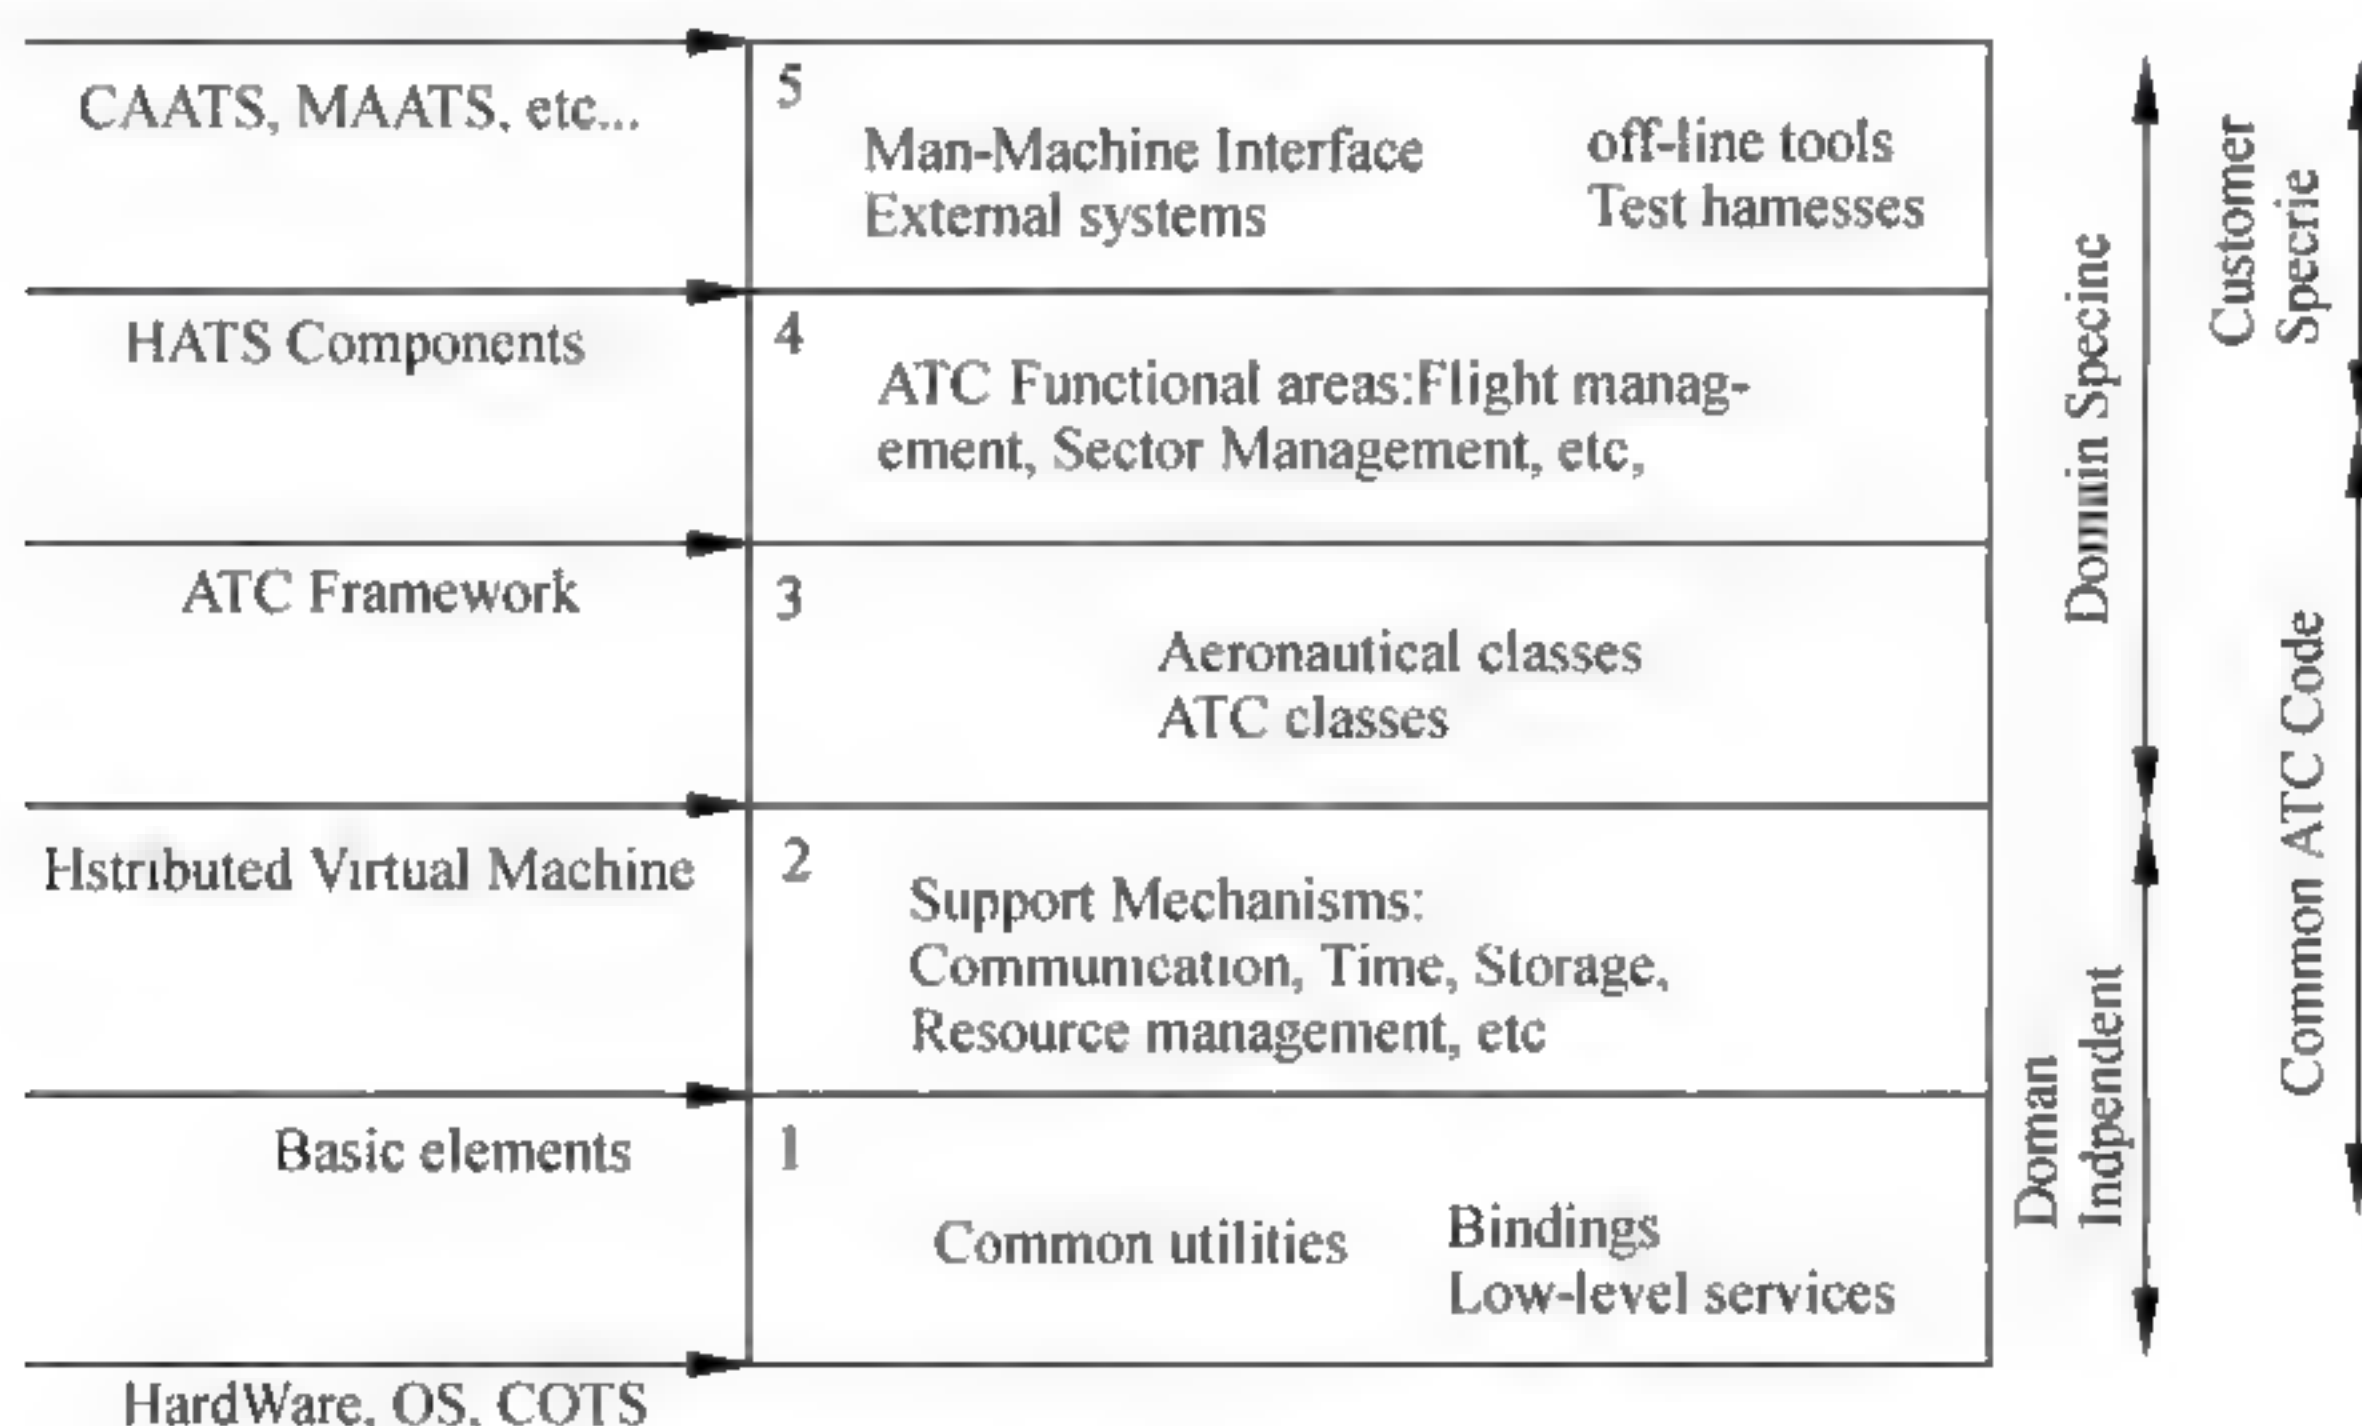 CAATS, MAATS, etc...
5
Man-Machine Interface
External systems
off-line tools
Test hamesses
HATS Components
4
ATC Functional areas:Flight manag-
ement, Sector Management, etc,
ATC Framework
3
Aeronautical classes
ATC classes
Hstributed Virtual Machine
2
Support Mechanisms:
Communication, Time, Storage,
Resource management, etc
Basic elements
1
Common utilities
Bindings
Low-level services
HardWare, OS, COTS
Domin Specinc
Doman
Indpendent
Customer
Specrie
Common ATC Code